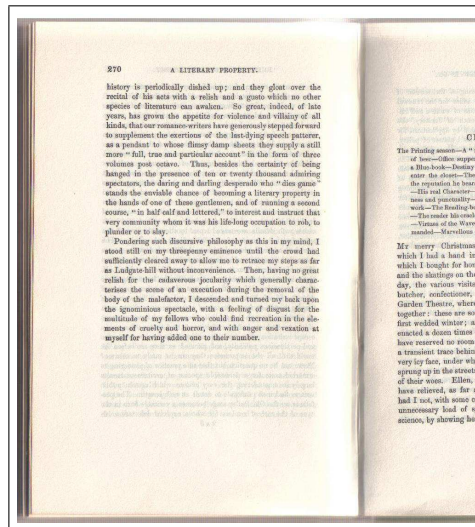 270 A LITERARY PROPERTY.
history is periodically dished up; and they gloat over the
recital of his acts with a relish and a gusto which no other
species of literature can awaken. So great, indeed, of late
years, has grown the appetite for violence and villainy of all
kinds, that our romance-writers have generously stepped forward
to supplement the exertions of the last-dying speech patterer,
as a pendant to whose flimsy damp sheets they supply a still
more "full, true and particular account" in the form of three
volumes post octavo. Thus, besides the certainty of being
hanged in the presence of ten or twenty thousand admiring
spectators, the daring and darling desperado who "dies game"
stands the enviable chance of becoming a literary property in
the hands of one of those gentlemen, and of running a second
course, "in half calf and lettered," to interest and instruct that
very community whom it was his life-long occupation to rob, to
plunder or to slay.
Pondering such discursive philosophy as this in my mind, I
stood still on my threepenny eminence until the crowd had
sufficiently cleared away to allow me to retrace my steps as far
as Ludgate-hill without inconvenience. Then, having no great
relish for the cadaverous jocularity which generally charac-
terises the scene of an execution during the removal of the
body of the malefactor, I descended and turned my back upon
the ignominious spectacle, with a feeling of disgust for the
multitude of my fellows who could find recreation in the ele-
ments of cruelty and horror, and with anger and vexation at
myself for having added one to their number.
The Printing season—A "
of beer—Office suppe
a Blue-book—Destiny
enter the closet—The
the reputation he bear
—His real Character—
ness and punctuality—
work—The Reading-bo
—The reader his crack
—Virtues of the Wave
manded—Marvellous
MY merry Christmas
which I had a hand in
which I bought for hos
and the skatings on the
day, the various visits
butcher, confectioner,
Garden Theatre, where
together: these are so
first wedded winter; a
enacted a dozen times
have reserved no room
a transient trace behin
very icy face, under wh
sprung up in the streets
of their woes. Ellen,
have relieved, as far a
had I not, with some o
unnecessary load of c
science, by showing he